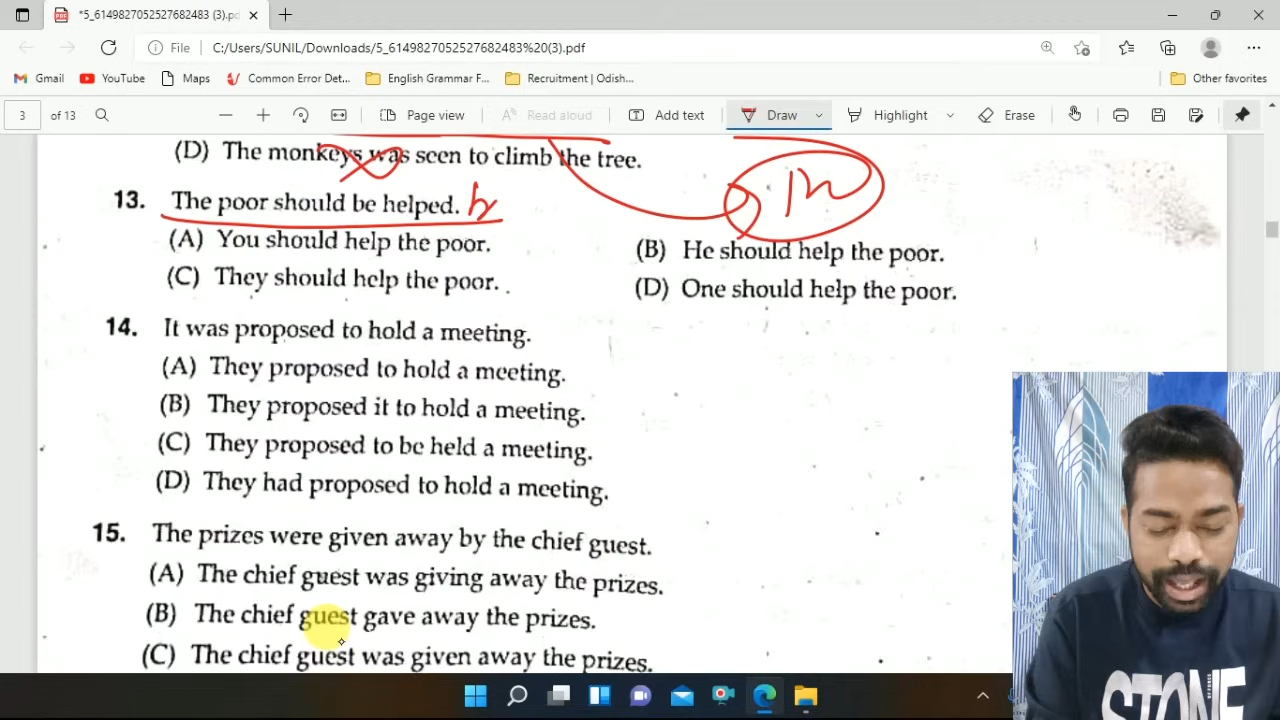 *5_6149827052527682483 (3).pc
File
C:/Users/SUNIL/Downloads/5_6149827052527682483%20(3).pdf
Gmail
YouTube
Maps
Common Error Det...
English Grammar F...
Recruitment | Odish...
Other favorites
3 of 13
Page view
Read aloud
Add text
Draw
Highlight
Erase
(D) The monkeys was seen to climb the tree.
13. The poor should be helped.
(A) You should help the poor.
(B) He should help the poor.
(C) They should help the poor. .
(D) One should help the poor.
14. It was proposed to hold a meeting.
(A) They proposed to hold a meeting.
(B) They proposed it to hold a meeting.
(C) They proposed to be held a meeting.
(D) They had proposed to hold a meeting.
15. The prizes were given away by the chief guest.
(A) The chief guest was giving away the prizes.
(B) The chief guest gave away the prizes.
(C) The chief guest was given away the prizes.
STONE